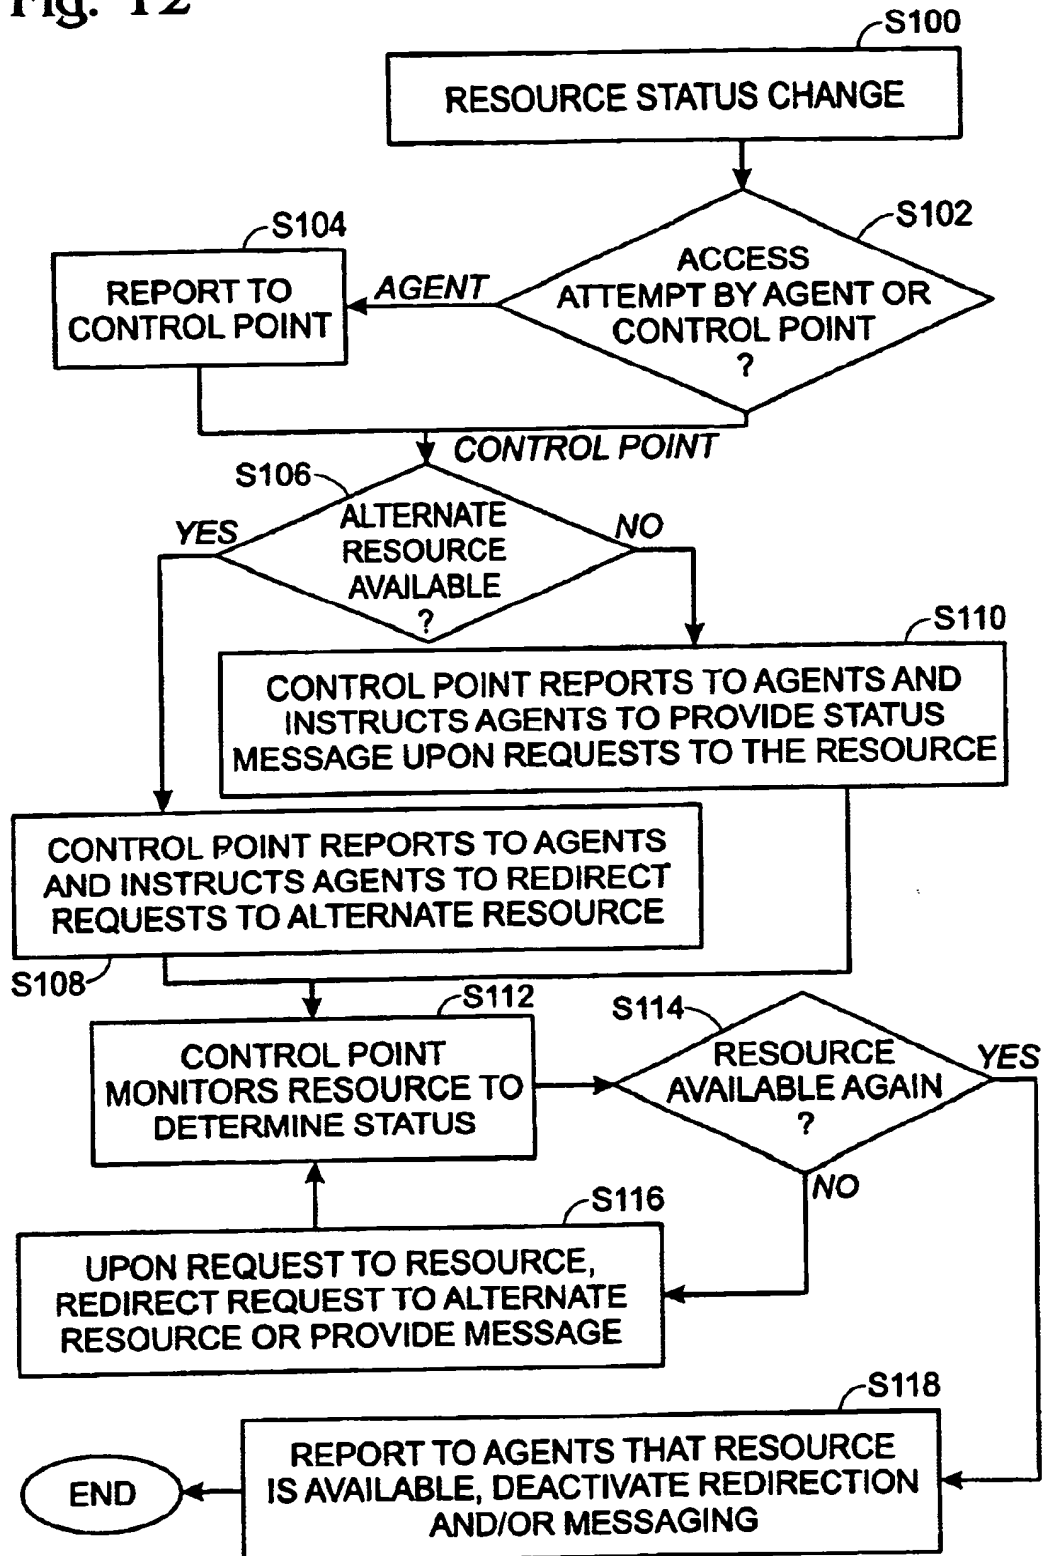 Fig. 12
S100
RESOURCE STATUS CHANGE
S102
ACCESS
ATTEMPT BY AGENT OR
CONTROL POINT
?
AGENT
S104
REPORT TO
CONTROL POINT
CONTROL POINT
S106
ALTERNATE
RESOURCE
AVAILABLE
?
YES
NO
S110
CONTROL POINT REPORTS TO AGENTS AND
INSTRUCTS AGENTS TO PROVIDE STATUS
MESSAGE UPON REQUESTS TO THE RESOURCE
CONTROL POINT REPORTS TO AGENTS
AND INSTRUCTS AGENTS TO REDIRECT
REQUESTS TO ALTERNATE RESOURCE
S108
S112
CONTROL POINT
MONITORS RESOURCE TO
DETERMINE STATUS
S114
RESOURCE
AVAILABLE AGAIN
?
YES
NO
S116
UPON REQUEST TO RESOURCE,
REDIRECT REQUEST TO ALTERNATE
RESOURCE OR PROVIDE MESSAGE
S118
REPORT TO AGENTS THAT RESOURCE
IS AVAILABLE, DEACTIVATE REDIRECTION
AND/OR MESSAGING
END